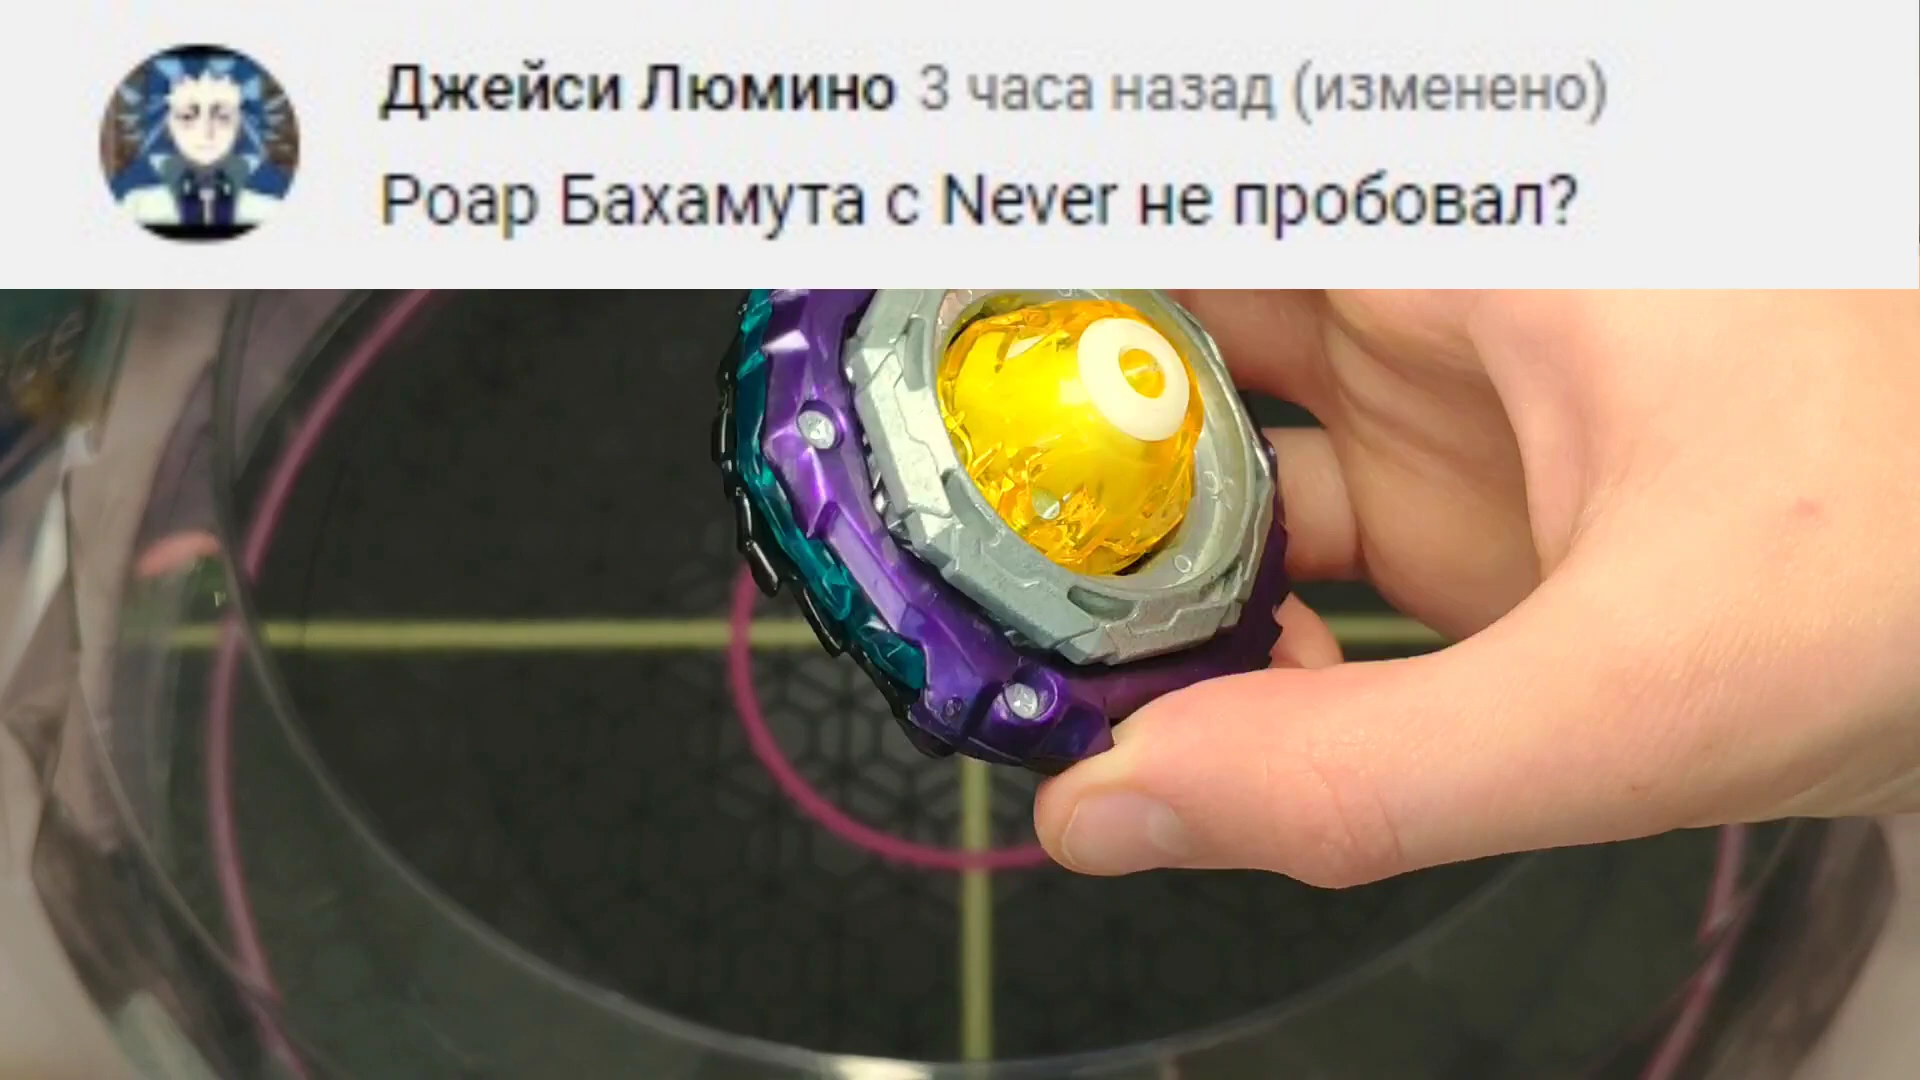 Джейси Люмино 3 часа назад (изменено)
Роар Бахамута с Never не пробовал?